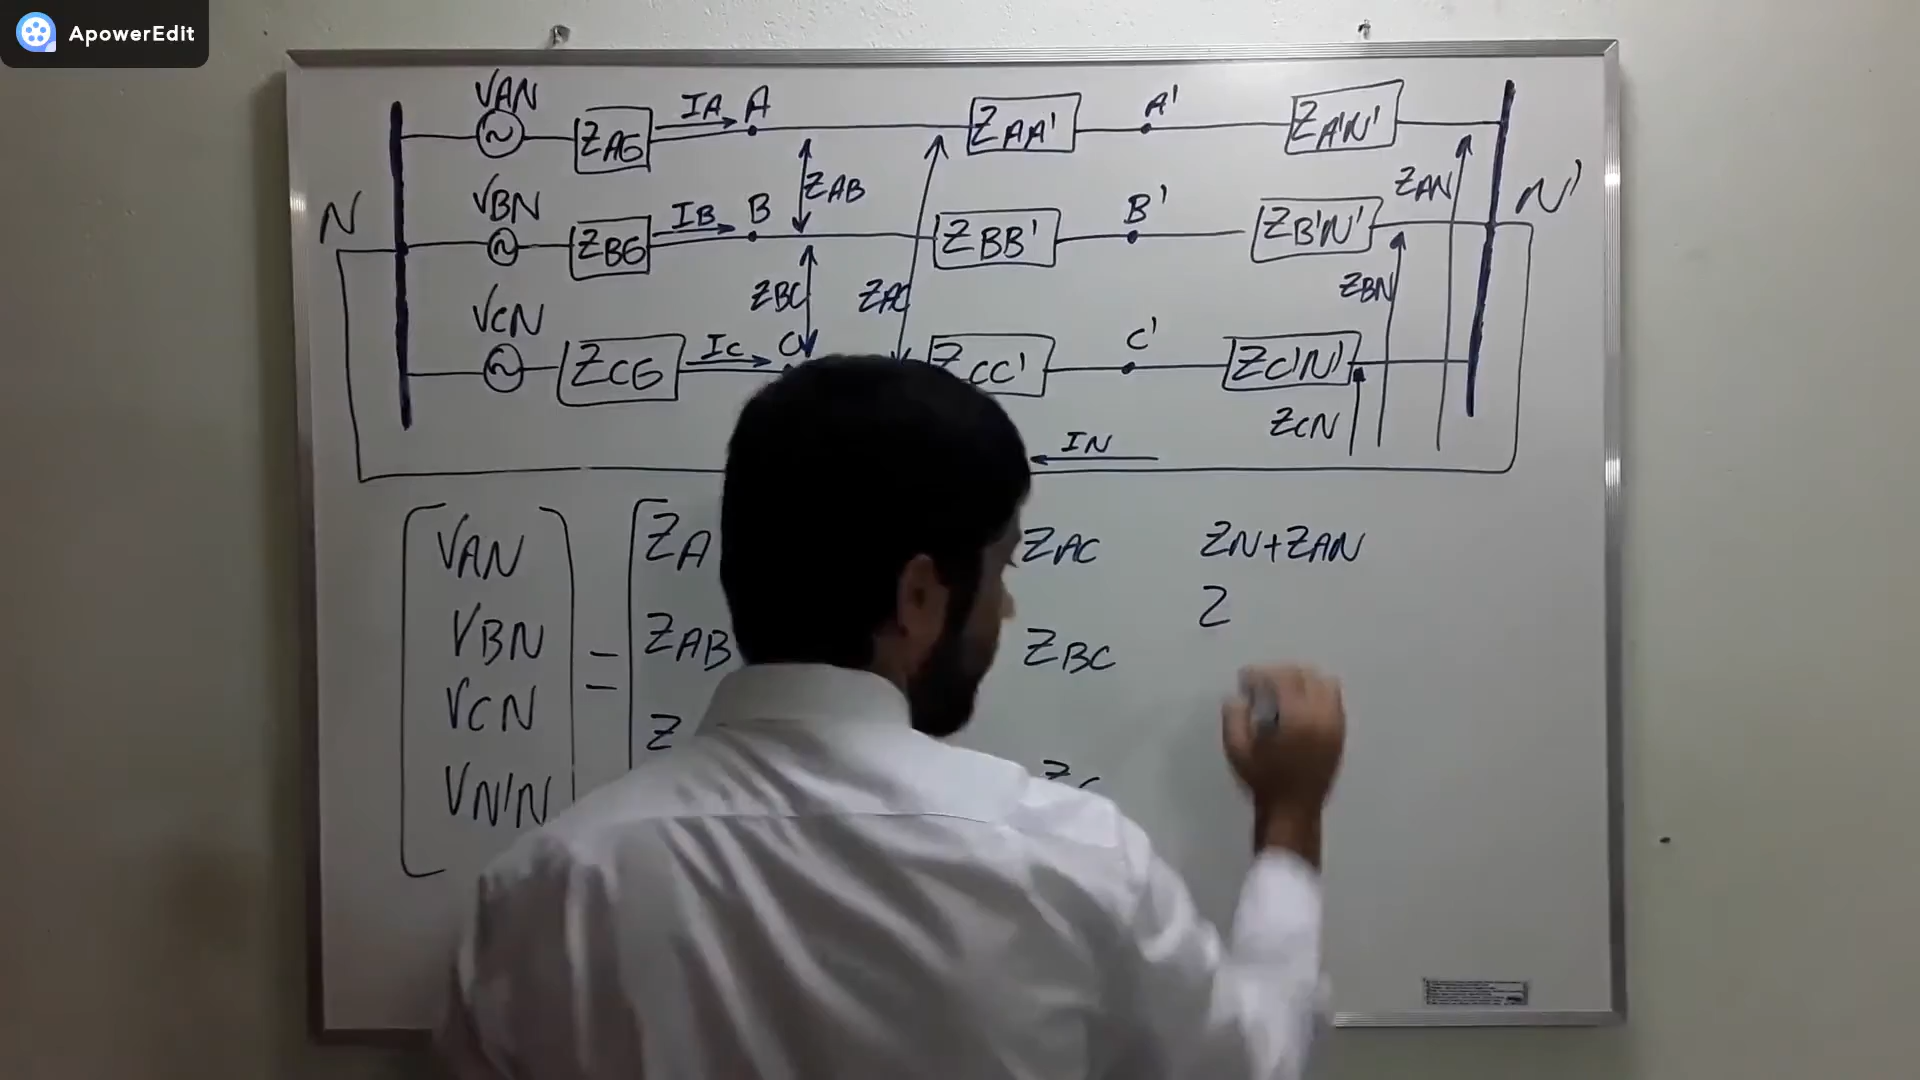 ApowerEdit
VAN
ZAG
IA
A
ZAA'
A'
ZA'N'
ZAB
ZAN
N
VBN
ZBG
IB
B
ZBB'
B'
ZB'N'
N'
ZBC
ZAC
ZBN
VCN
ZCG
IC
C
ZCC'
C'
ZC'N'
ZCN
IN
VAN
VBN
VCN
VN'N
=
ZA
ZAC
ZN+ZAN
ZAB
ZBC
Z
Z